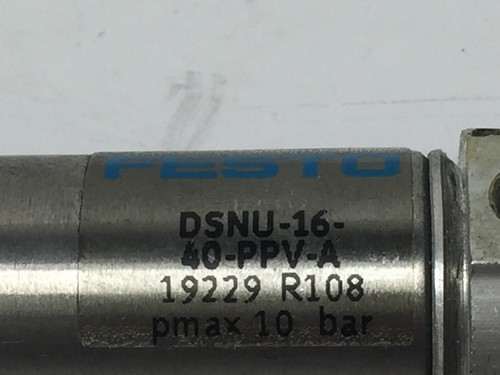 FESTO
DSNU-16-
40-PPV-A
19229 R108
pmax 10 bar